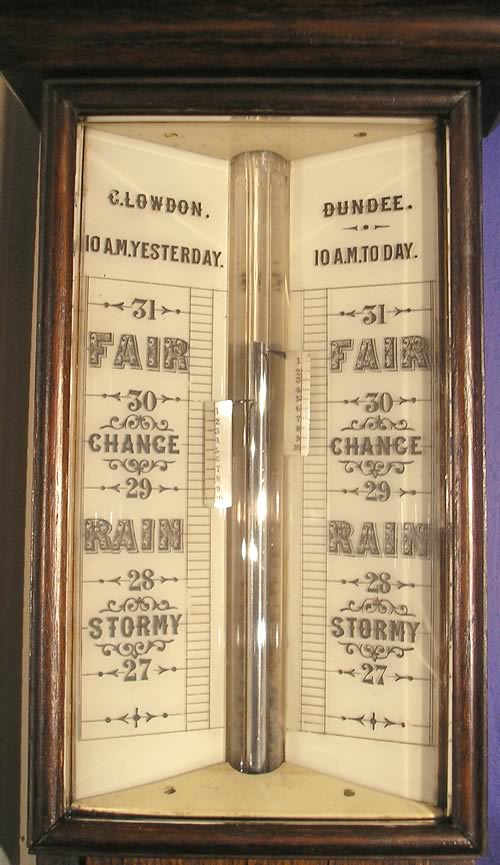 C.LOWDON.
10 A.M.YESTERDAY.
31
FAIR
30
CHANGE
29
RAIN
28
STORMY
27
DUNDEE.
10 A.M.TO DAY.
31
FAIR
30
CHANGE
29
RAIN
28
STORMY
27